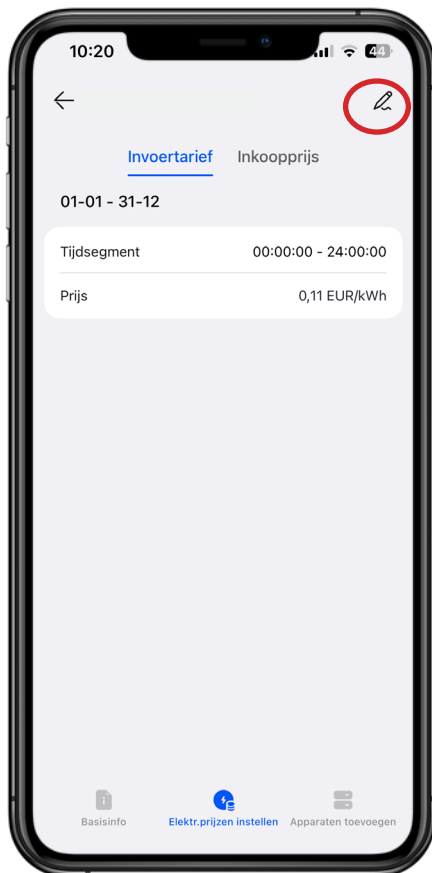 10:20 44
Invoertarief Inkoopprijs
01-01 - 31-12
Tijdsegment 00:00:00 - 24:00:00
Prijs 0,11 EUR/kWh
Basisinfo Elektr.prijzen instellen Apparaten toevoegen